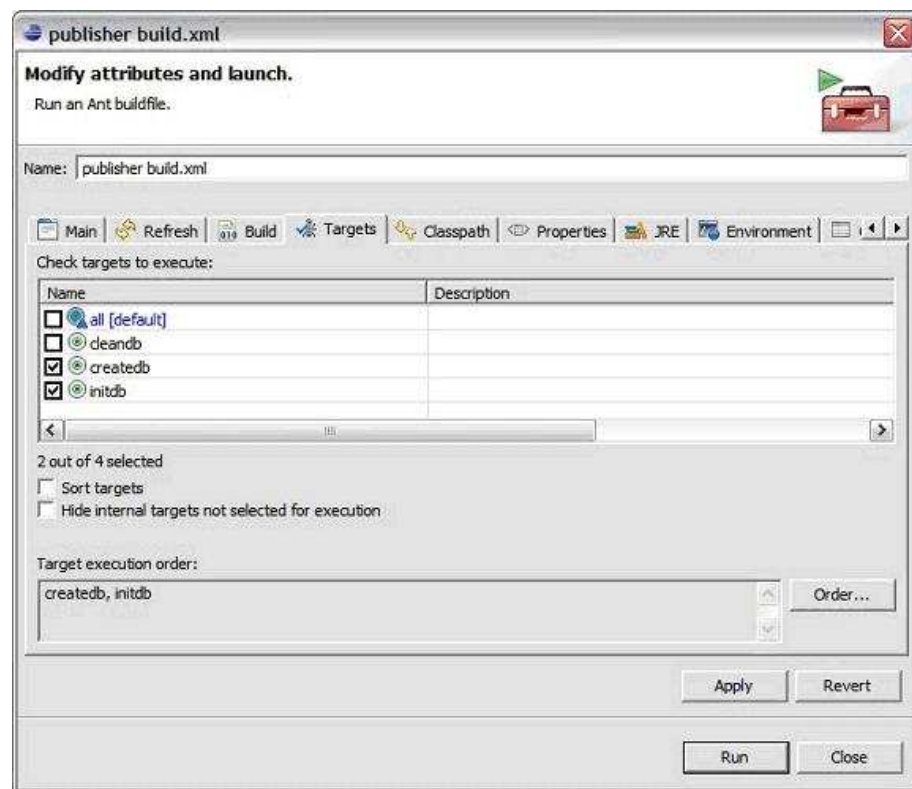 publisher build.xml
Modify attributes and launch.
Run an Ant buildfile.
Name: publisher build.xml
Main Refresh Build Targets Classpath Properties JRE Environment
Check targets to execute:
Name Description
all [default]
cleandb
createdb
initdb
2 out of 4 selected
Sort targets
Hide internal targets not selected for execution
Target execution order:
createdb, initdb
Order...
Apply Revert
Run Close